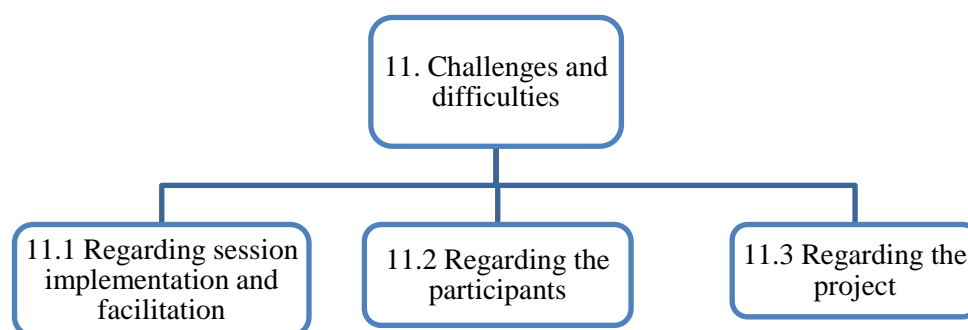 11. Challenges and
difficulties
11.1 Regarding session
implementation and
facilitation
11.2 Regarding the
participants
11.3 Regarding the
project